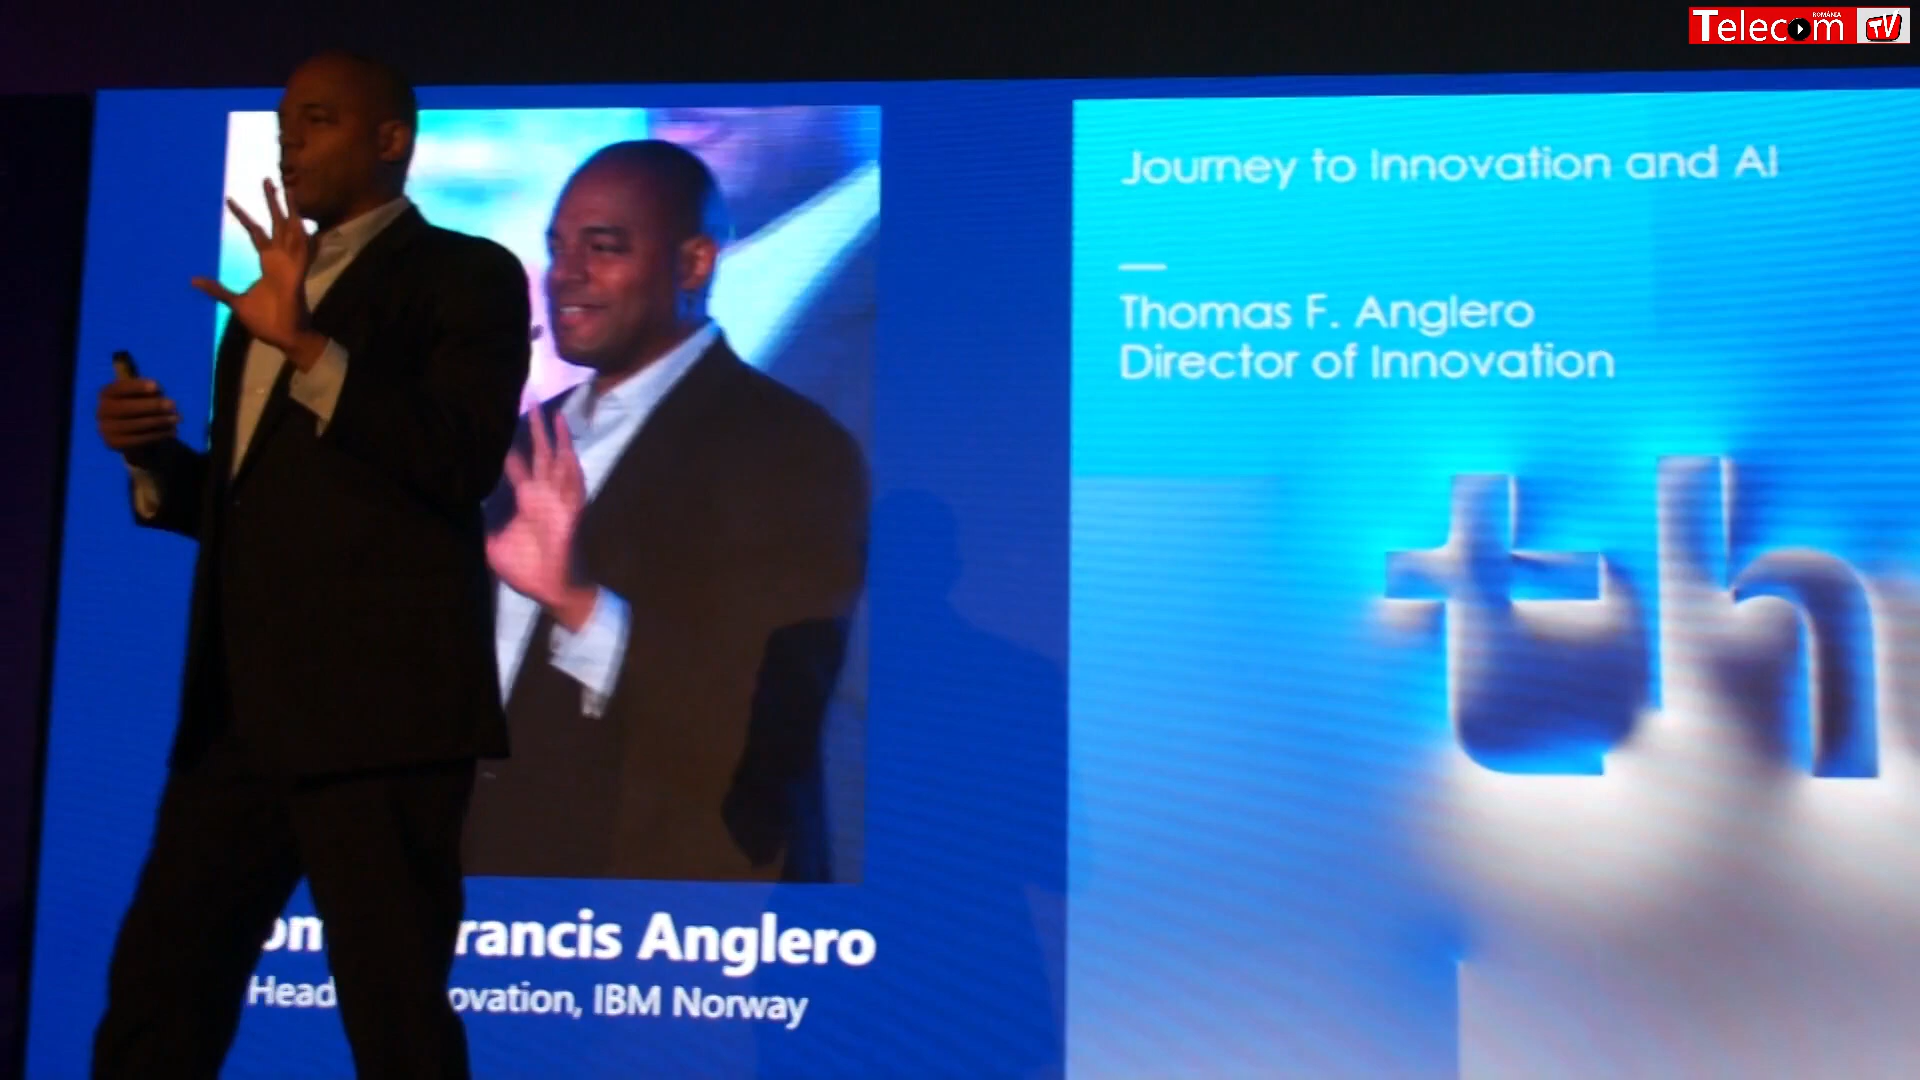 Telecom
ROMANIA
TV
Journey to Innovation and AI
Thomas F. Anglero
Director of Innovation
th
rancis Anglero
Head ovation, IBM Norway